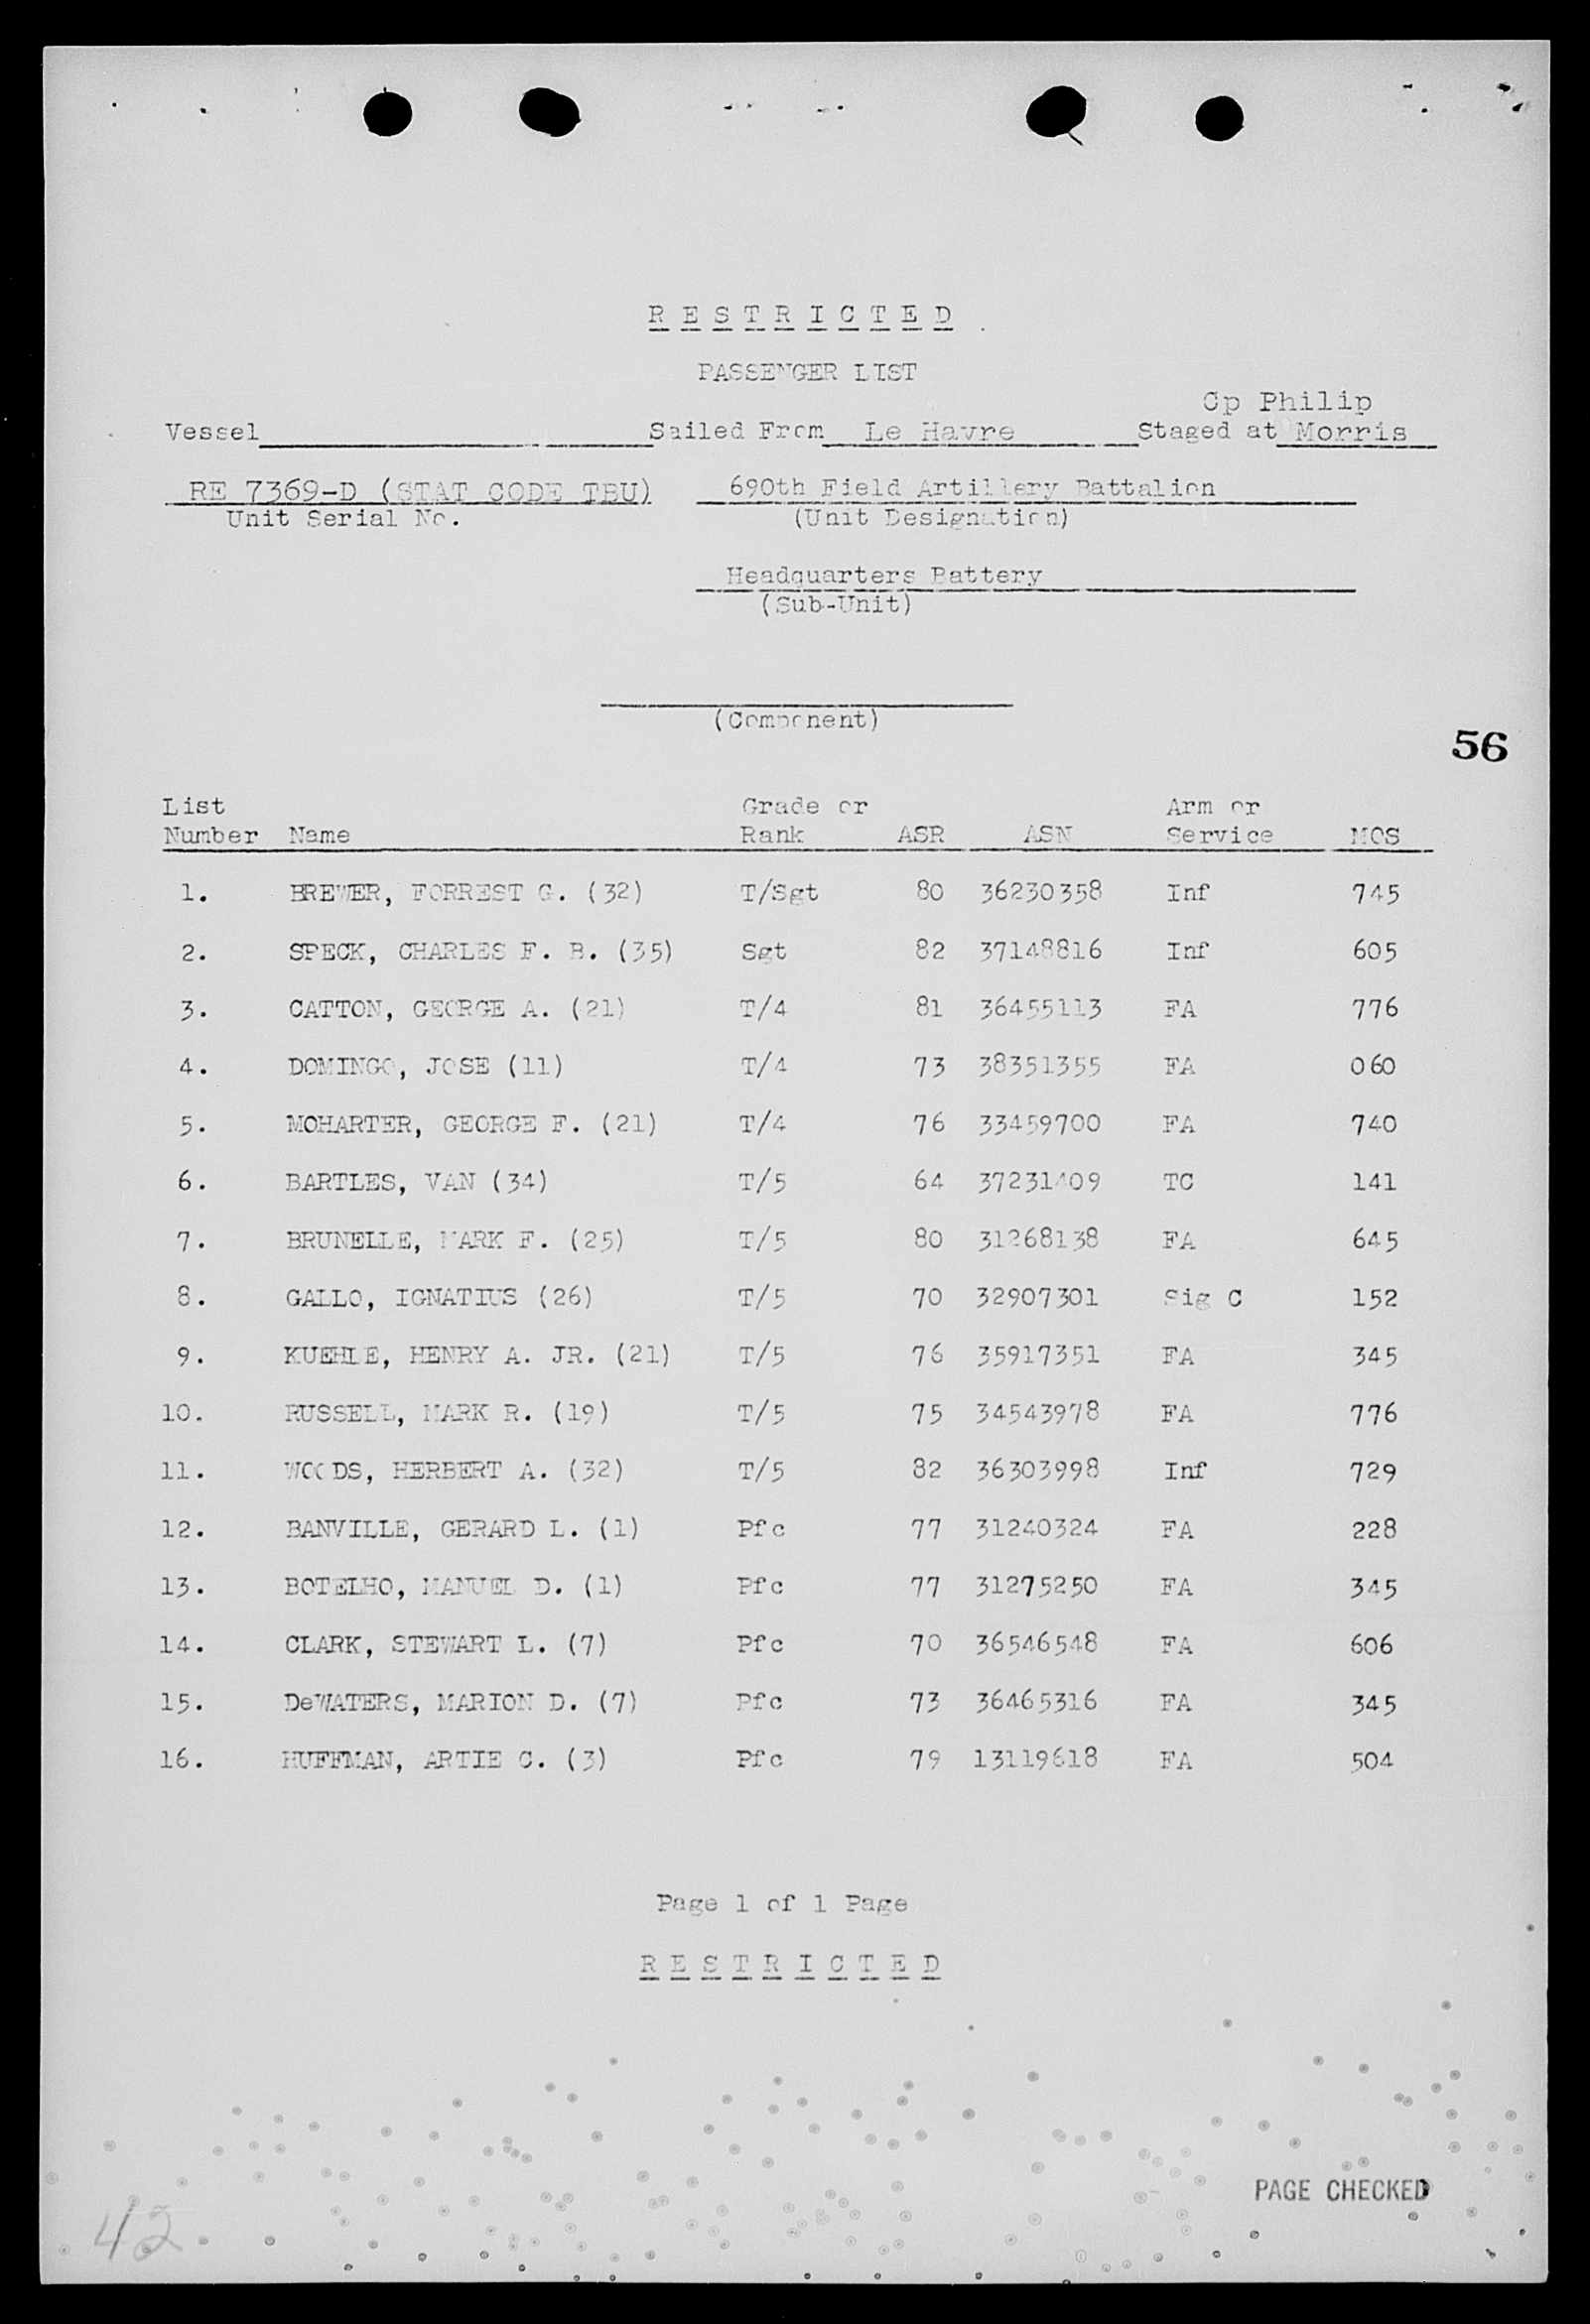 R E S T R I C T E D
PASSENGER LIST
Cp Philip
Vessel Sailed From Le Havre Staged at Morris
RE 7369-D (STAT CODE TBU) 690th Field Artillery Battalion
Unit Serial No. (Unit Designation)
Headquarters Battery
(Sub-Unit)
(Component)
56
List Grade or Arm or
Number Name Rank ASR ASN Service MOS
1. BREWER, FORREST G. (32) T/Sgt 80 36230358 Inf 745
2. SPECK, CHARLES F. B. (35) Sgt 82 37148816 Inf 605
3. CATTON, GEORGE A. (21) T/4 81 36455113 FA 776
4. DOMINGO, JOSE (11) T/4 73 38351355 FA 060
5. MOHARTER, GEORGE F. (21) T/4 76 33459700 FA 740
6. BARTLES, VAN (34) T/5 64 37231409 TC 141
7. BRUNELLE, MARK F. (25) T/5 80 31268138 FA 645
8. GALLO, IGNATIUS (26) T/5 70 32907301 Sig C 152
9. KUEHLE, HENRY A. JR. (21) T/5 76 35917351 FA 345
10. RUSSELL, MARK R. (19) T/5 75 34543978 FA 776
11. WOODS, HERBERT A. (32) T/5 82 36303998 Inf 729
12. BANVILLE, GERARD L. (1) Pfc 77 31240324 FA 228
13. BOTELHO, MANUEL D. (1) Pfc 77 31275250 FA 345
14. CLARK, STEWART L. (7) Pfc 70 36546548 FA 606
15. DeWATERS, MARION D. (7) Pfc 73 36465316 FA 345
16. HUFFMAN, ARTIE C. (3) Pfc 79 13119618 FA 504
Page 1 of 1 Page
R E S T R I C T E D
PAGE CHECKED
42